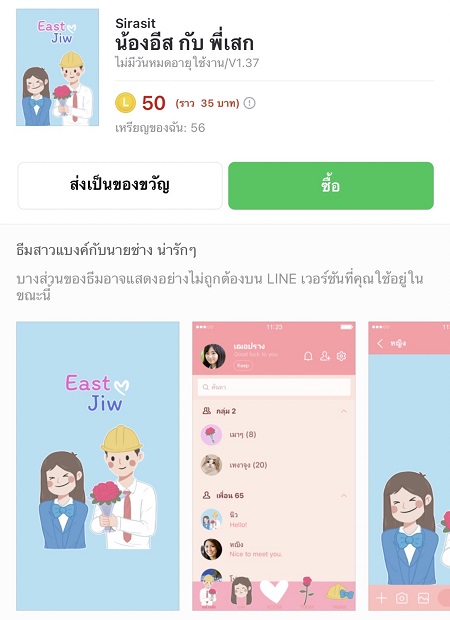 East
Jiw
Sirasit
น้องอีส กับ พี่เสก
ไม่มีวันหมดอายุใช้งาน/V1.37
L 50 (ราว 35 บาท)
เหรียญของฉัน: 56
ส่งเป็นของขวัญ
ซื้อ
ธีมสาวแบงค์กับนายช่าง น่ารักๆ
บางส่วนของธีมอาจแสดงอย่างไม่ถูกต้องบน LINE เวอร์ชันที่คุณใช้อยู่ใน
ขณะนี้
East
Jiw
11:23
เฌอปราง
Good luck to you.
Keep
ค้นหา
กลุ่ม 2
เมาๆ (8)
เหงาจุง (20)
เพื่อน 65
นิว
Hello!
หญิง
Nice to meet you.
หญิง